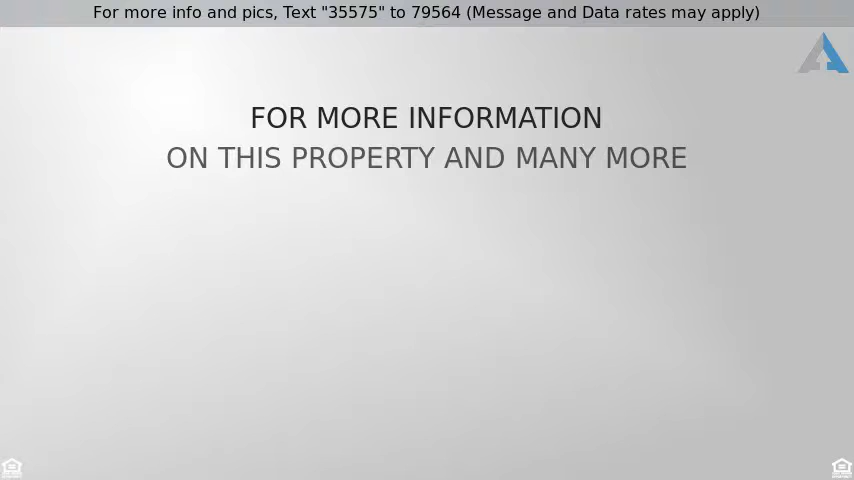 For more info and pics, Text "35575" to 79564 (Message and Data rates may apply)
FOR MORE INFORMATION
ON THIS PROPERTY AND MANY MORE